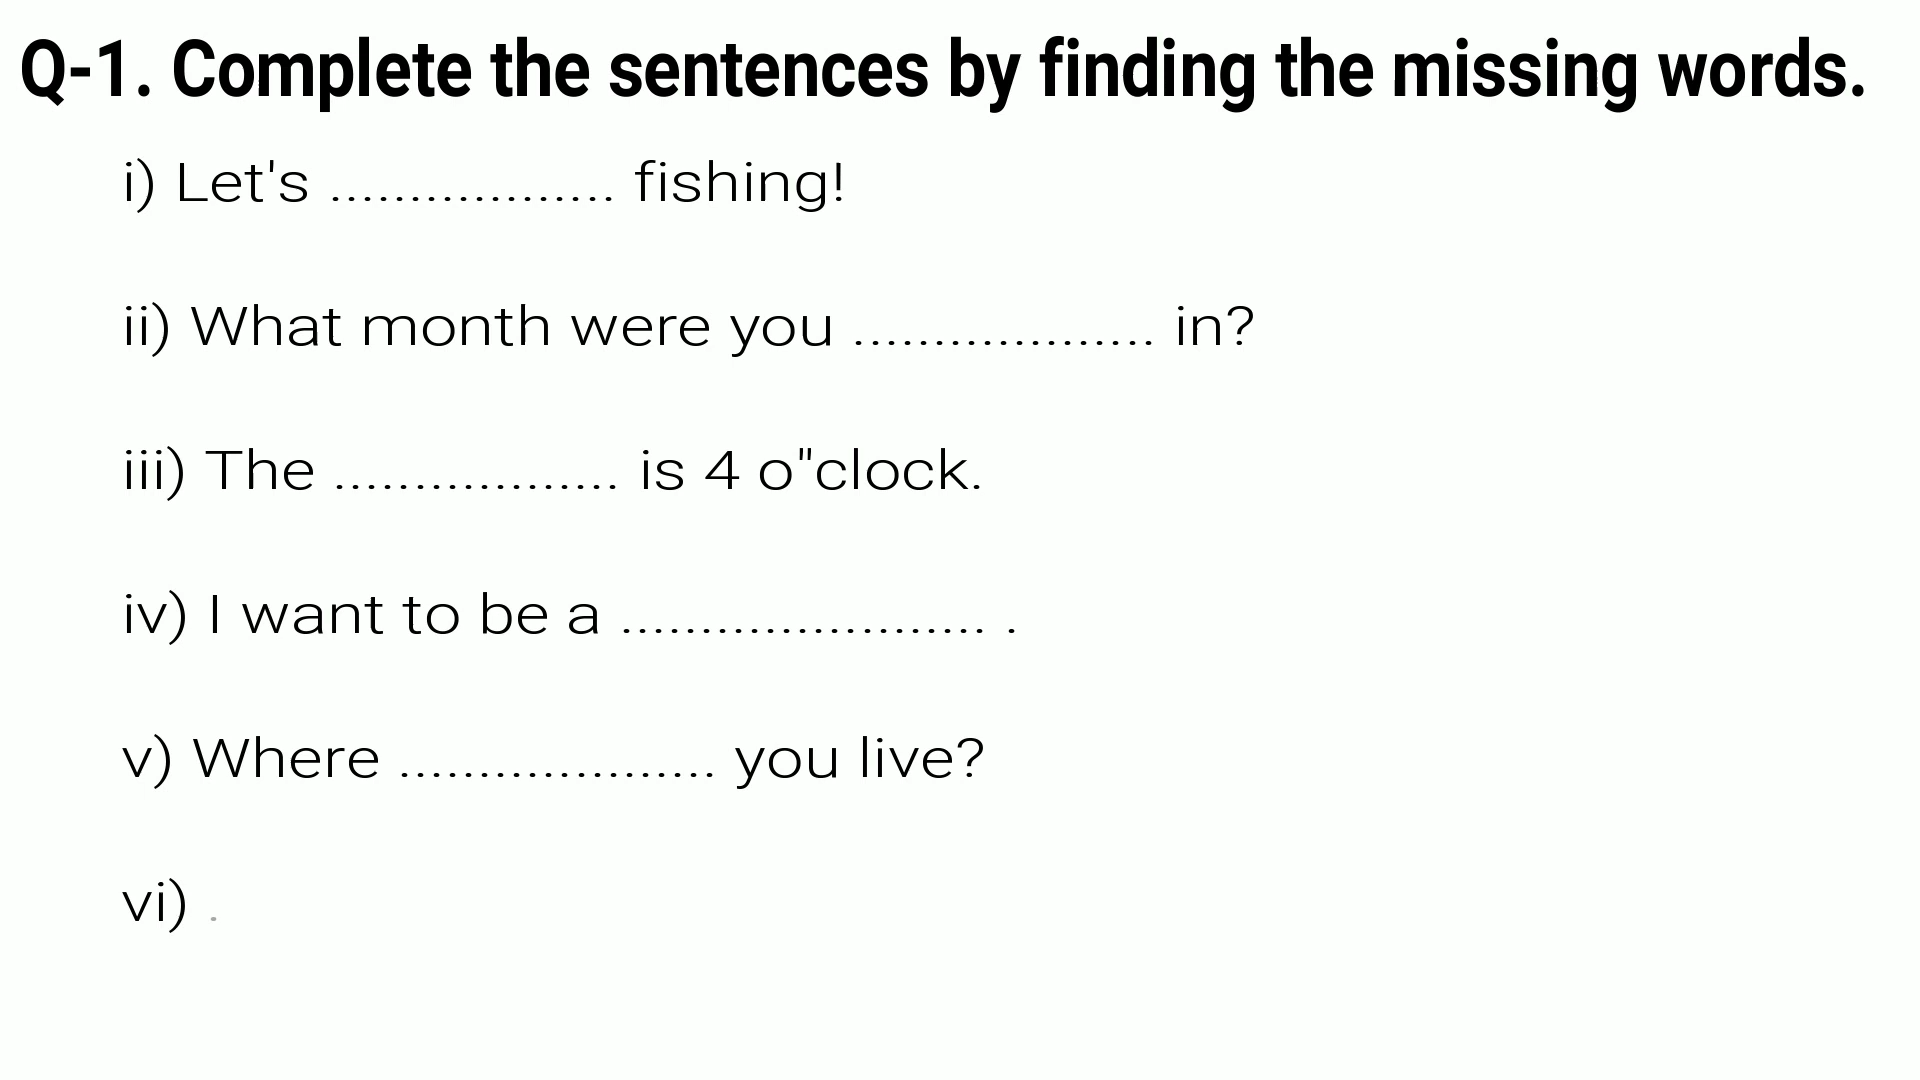 Q-1. Complete the sentences by finding the missing words.
i) Let's .................. fishing!
ii) What month were you ................... in?
iii) The .................. is 4 o"clock.
iv) I want to be a ....................... .
v) Where .................... you live?
vi) .